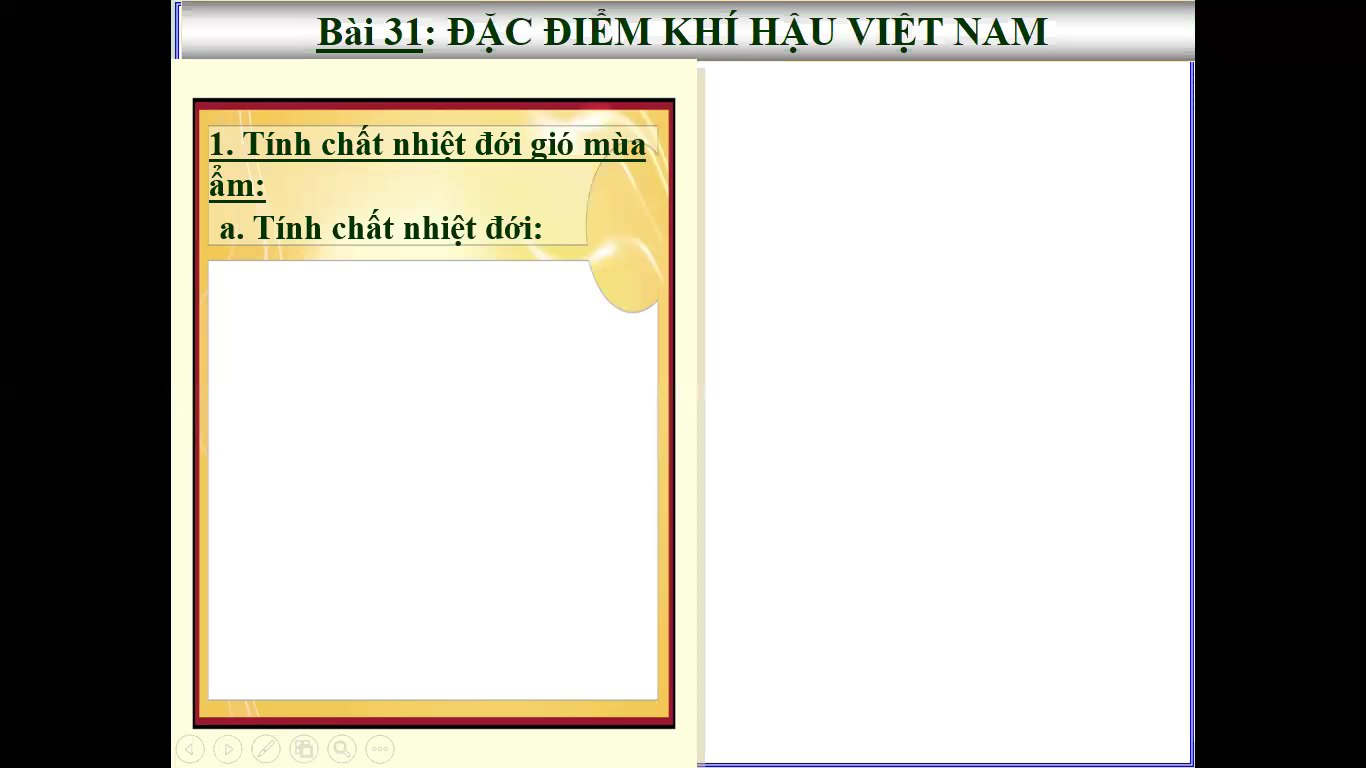 Bài 31: ĐẶC ĐIỂM KHÍ HẬU VIỆT NAM
1. Tính chất nhiệt đới gió mùa
ẩm:
a. Tính chất nhiệt đới: